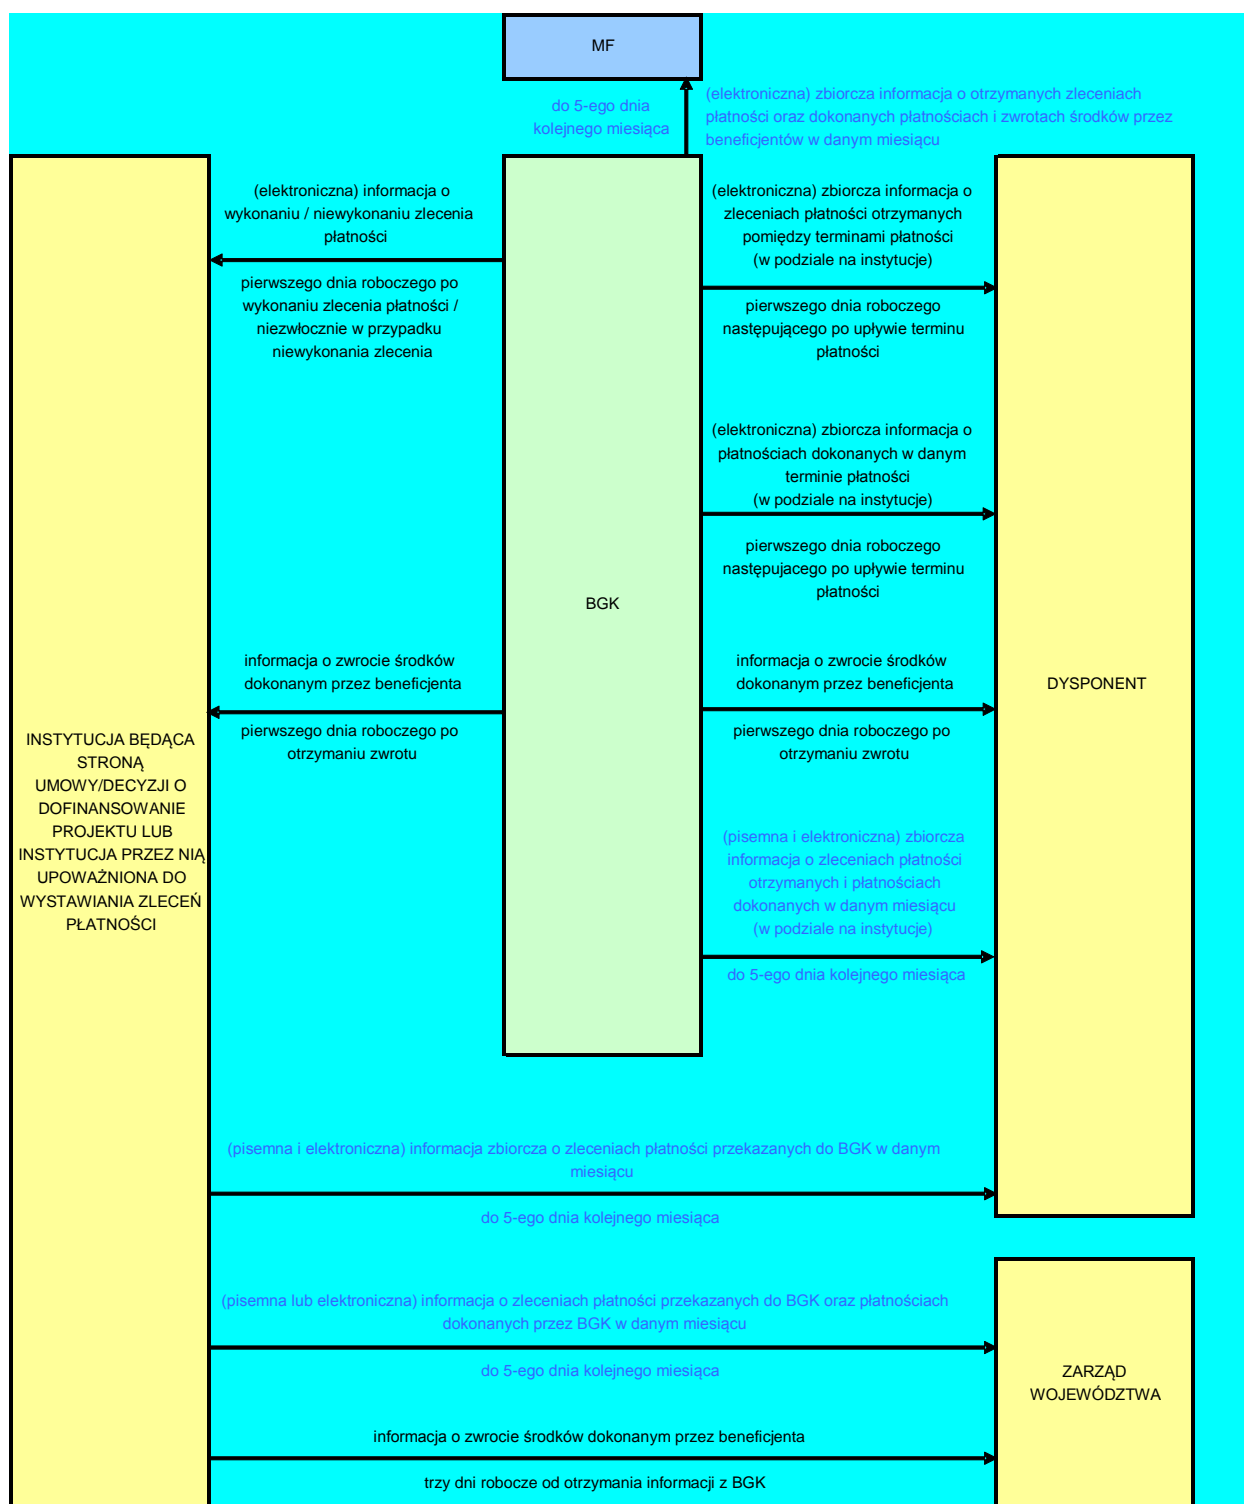 MF
do 5-ego dnia
kolejnego miesiąca
(elektroniczna) zbiorcza informacja o otrzymanych zleceniach
płatności oraz dokonanych płatnościach i zwrotach środków przez
beneficjentów w danym miesiącu
(elektroniczna) informacja o
wykonaniu / niewykonaniu zlecenia
płatności
pierwszego dnia roboczego po
wykonaniu zlecenia płatności /
niezwłocznie w przypadku
niewykonania zlecenia
(elektroniczna) zbiorcza informacja o
zleceniach płatności otrzymanych
pomiędzy terminami płatności
(w podziale na instytucje)
pierwszego dnia roboczego
następującego po upływie terminu
płatności
(elektroniczna) zbiorcza informacja o
płatnościach dokonanych w danym
terminie płatności
(w podziale na instytucje)
pierwszego dnia roboczego
następujacego po upływie terminu
płatności
BGK
informacja o zwrocie środków
dokonanym przez beneficjenta
pierwszego dnia roboczego po
otrzymaniu zwrotu
informacja o zwrocie środków
dokonanym przez beneficjenta
pierwszego dnia roboczego po
otrzymaniu zwrotu
DYSPONENT
INSTYTUCJA BĘDĄCA
STRONĄ
UMOWY/DECYZJI O
DOFINANSOWANIE
PROJEKTU LUB
INSTYTUCJA PRZEZ NIĄ
UPOWAŻNIONA DO
WYSTAWIANIA ZLECEŃ
PŁATNOŚCI
(pisemna i elektroniczna) zbiorcza
informacja o zleceniach płatności
otrzymanych i płatnościach
dokonanych w danym miesiącu
(w podziale na instytucje)
do 5-ego dnia kolejnego miesiąca
(pisemna i elektroniczna) informacja zbiorcza o zleceniach płatności przekazanych do BGK w danym
miesiącu
do 5-ego dnia kolejnego miesiąca
(pisemna lub elektroniczna) informacja o zleceniach płatności przekazanych do BGK oraz płatnościach
dokonanych przez BGK w danym miesiącu
do 5-ego dnia kolejnego miesiąca
ZARZĄD
WOJEWÓDZTWA
informacja o zwrocie środków dokonanym przez beneficjenta
trzy dni robocze od otrzymania informacji z BGK